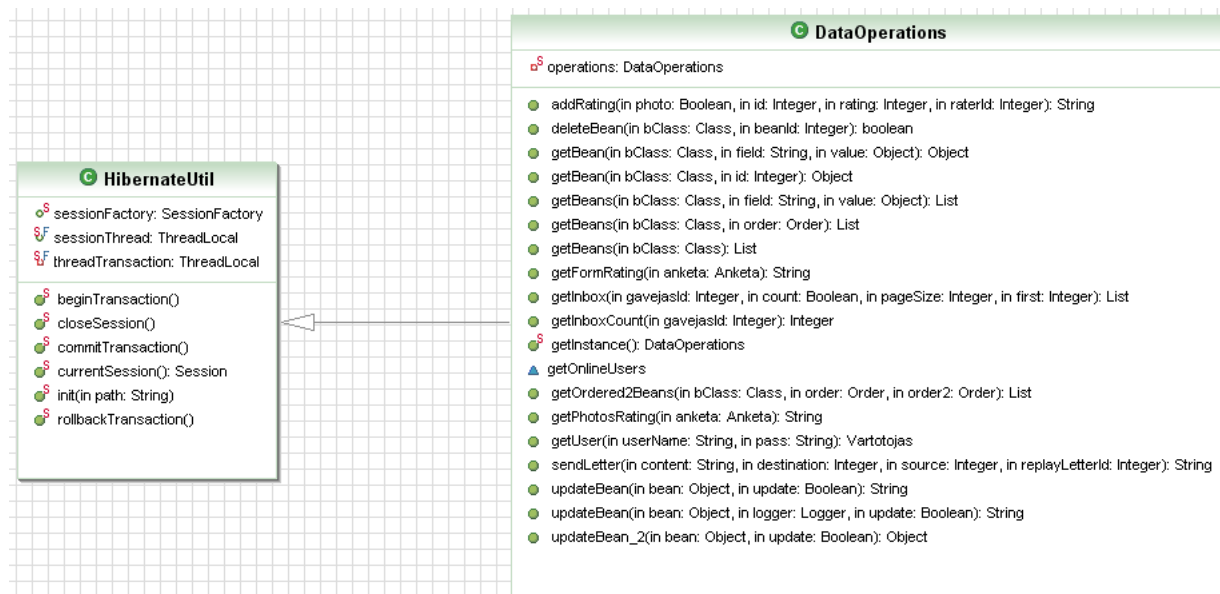 HibernateUtil
sessionFactory: SessionFactory
sessionThread: ThreadLocal
threadTransaction: ThreadLocal
beginTransaction()
closeSession()
commitTransaction()
currentSession(): Session
init(in path: String)
rollbackTransaction()
DataOperations
operations: DataOperations
addRating(in photo: Boolean, in id: Integer, in rating: Integer, in raterId: Integer): String
deleteBean(in bClass: Class, in beanId: Integer): boolean
getBean(in bClass: Class, in field: String, in value: Object): Object
getBean(in bClass: Class, in id: Integer): Object
getBeans(in bClass: Class, in field: String, in value: Object): List
getBeans(in bClass: Class, in order: Order): List
getBeans(in bClass: Class): List
getFormRating(in anketa: Anketa): String
getInbox(in gavejasId: Integer, in count: Boolean, in pageSize: Integer, in first: Integer): List
getInboxCount(in gavejasId: Integer): Integer
getInstance(): DataOperations
getOnlineUsers
getOrdered2Beans(in bClass: Class, in order: Order, in order2: Order): List
getPhotosRating(in anketa: Anketa): String
getUser(in userName: String, in pass: String): Vartotojas
sendLetter(in content: String, in destination: Integer, in source: Integer, in replayLetterId: Integer): String
updateBean(in bean: Object, in update: Boolean): String
updateBean(in bean: Object, in logger: Logger, in update: Boolean): String
updateBean_2(in bean: Object, in update: Boolean): Object